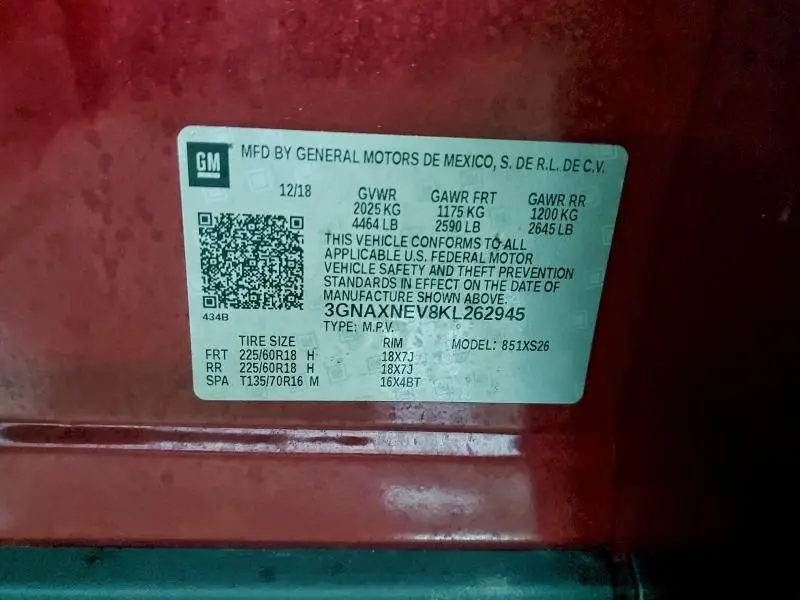 GM MFD BY GENERAL MOTORS DE MEXICO, S. DE R.L. DE C.V.
12/18 GVWR GAWR FRT GAWR RR
2025 KG 1175 KG 1200 KG
4464 LB 2590 LB 2645 LB
THIS VEHICLE CONFORMS TO ALL
APPLICABLE U.S. FEDERAL MOTOR
VEHICLE SAFETY AND THEFT PREVENTION
STANDARDS IN EFFECT ON THE DATE OF
MANUFACTURE SHOWN ABOVE.
434B 3GNAXNEV8KL262945
TYPE: M.P.V.
TIRE SIZE RIM MODEL: 851XS26
FRT 225/60R18 H 18X7J
RR 225/60R18 H 18X7J
SPA T135/70R16 M 16X4BT